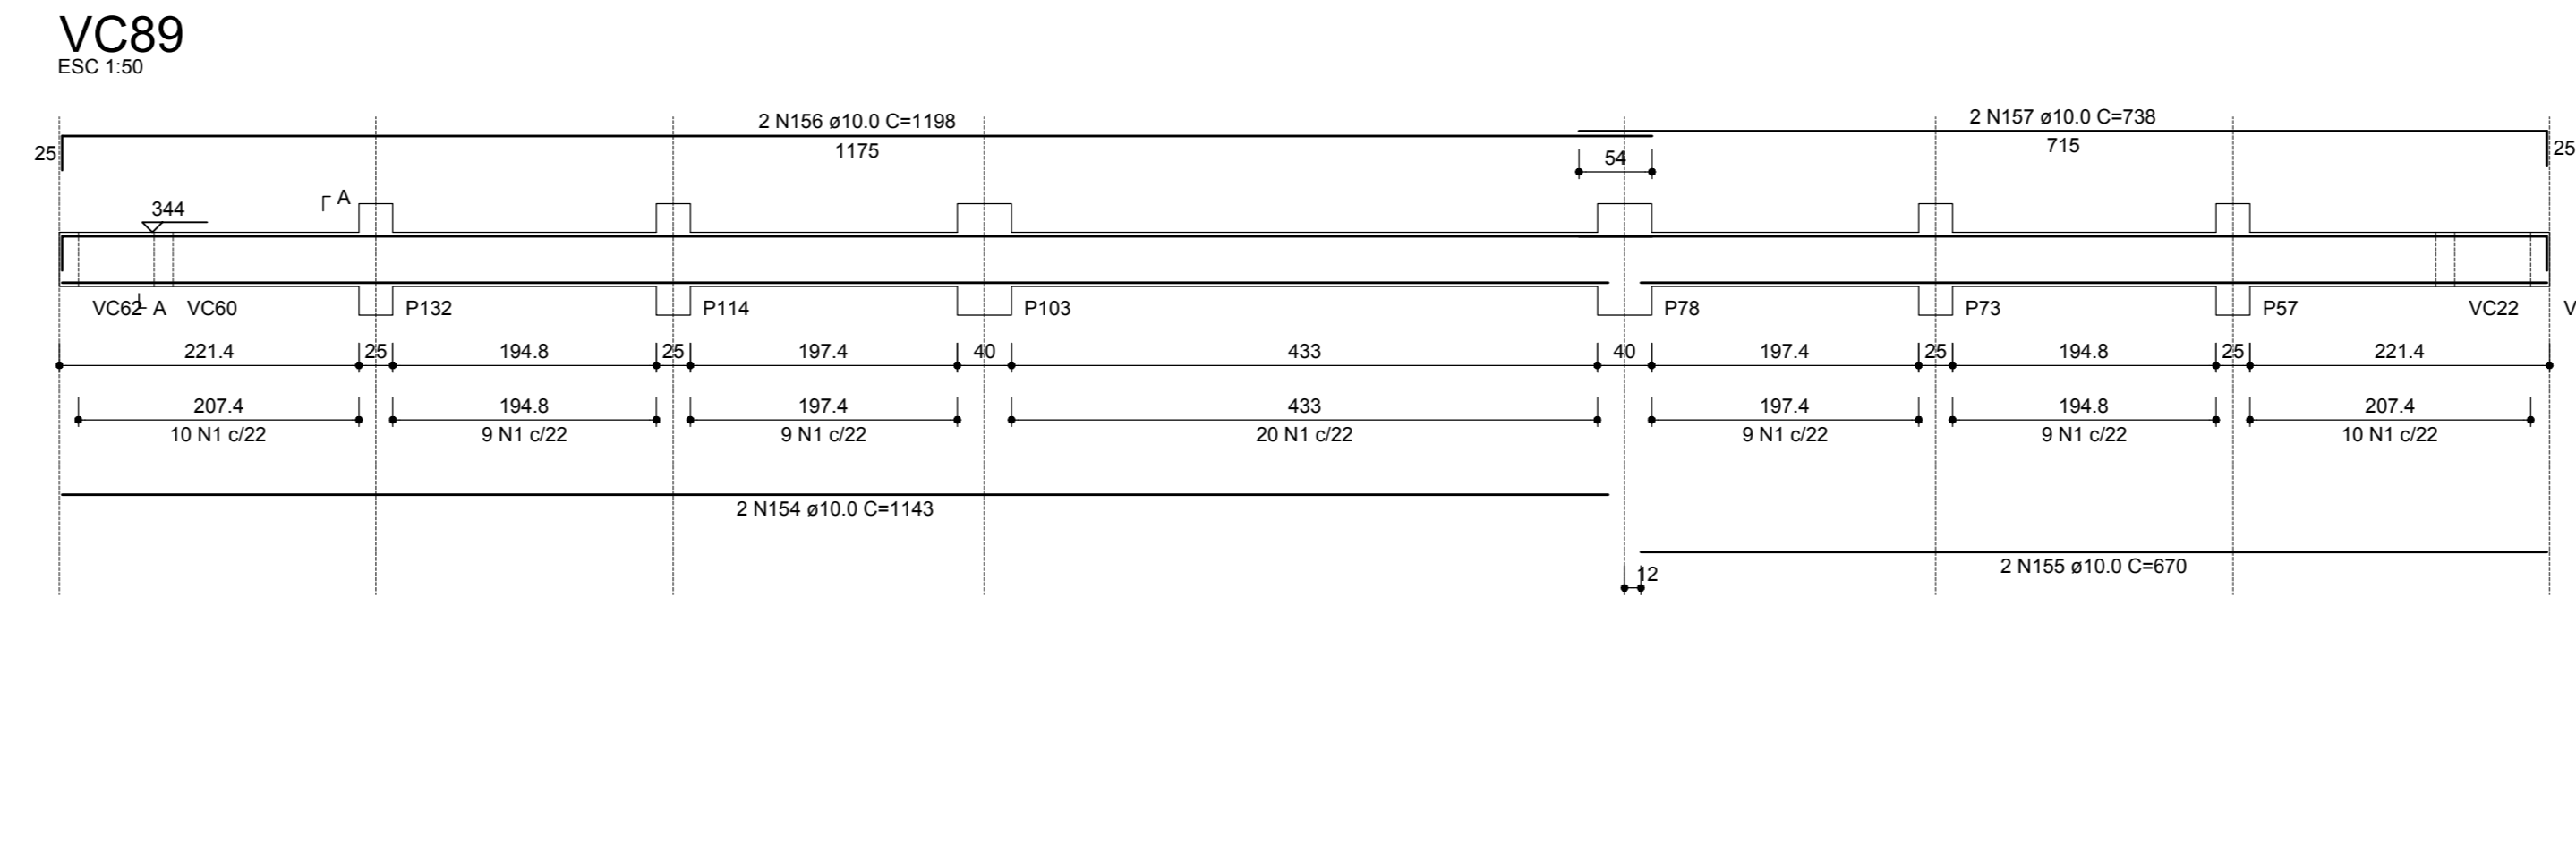 VC89
ESC 1:50
2 N156 ø10.0 C=1198
2 N157 ø10.0 C=738
25
1175
54
715
25
A
344
VC62
A
VC60
P132
P114
P103
P78
P73
P57
VC22
V
221.4
25
194.8
25
197.4
40
433
40
197.4
25
194.8
25
221.4
207.4
194.8
197.4
433
197.4
194.8
207.4
10 N1 c/22
9 N1 c/22
9 N1 c/22
20 N1 c/22
9 N1 c/22
9 N1 c/22
10 N1 c/22
2 N154 ø10.0 C=1143
2 N155 ø10.0 C=670
12